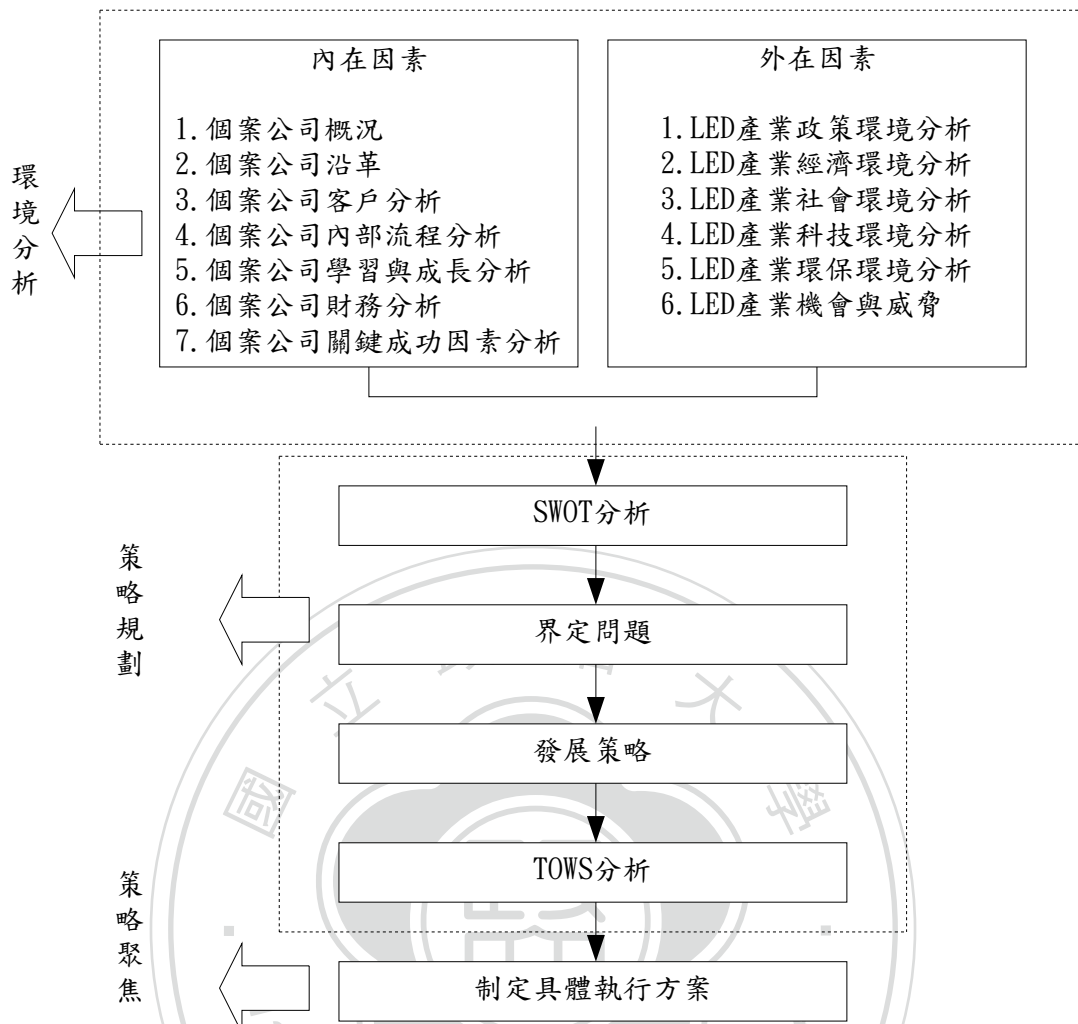 內在因素
1.個案公司概況
2.個案公司沿革
3.個案公司客戶分析
4.個案公司內部流程分析
5.個案公司學習與成長分析
6.個案公司財務分析
7.個案公司關鍵成功因素分析
外在因素
1.LED產業政策環境分析
2.LED產業經濟環境分析
3.LED產業社會環境分析
4.LED產業科技環境分析
5.LED產業環保環境分析
6.LED產業機會與威脅
環境分析
SWOT分析
界定問題
發展策略
TOWS分析
策略規劃
制定具體執行方案
策略聚焦
國立
大學